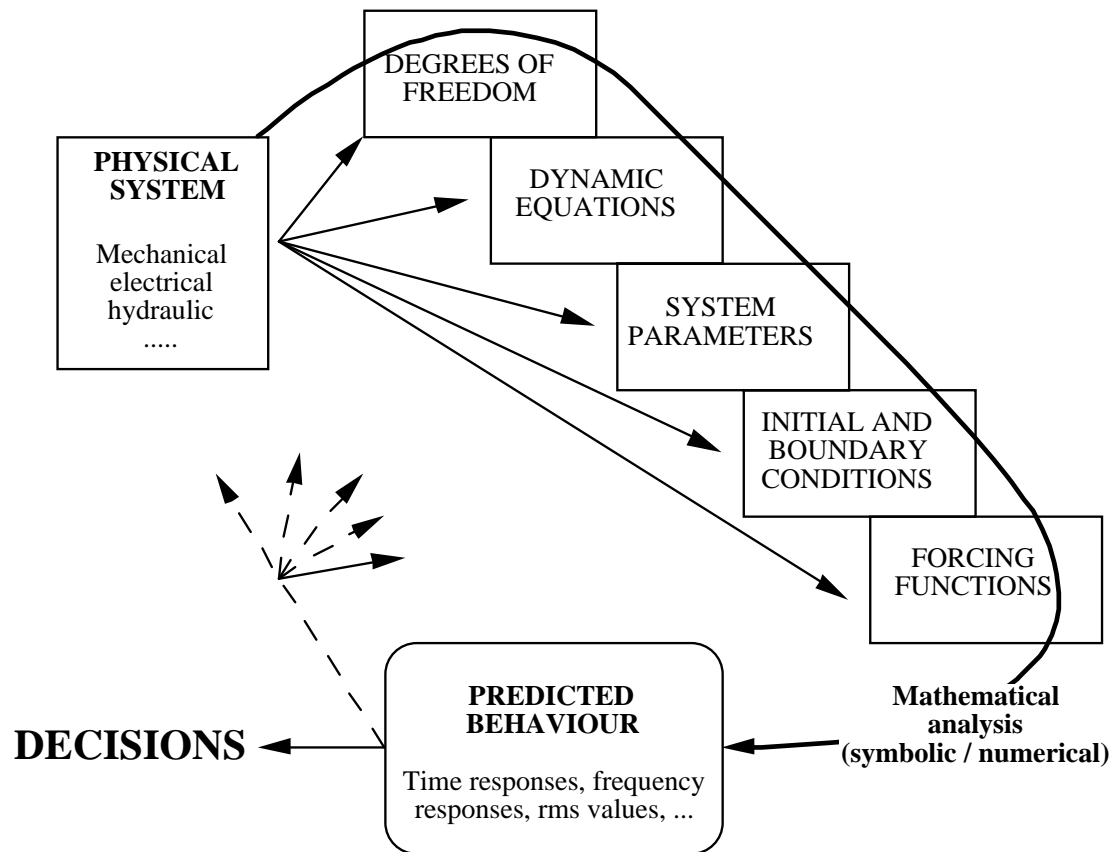 DEGREES OF
FREEDOM
PHYSICAL
SYSTEM
Mechanical
electrical
hydraulic
.....
DYNAMIC
EQUATIONS
SYSTEM
PARAMETERS
INITIAL AND
BOUNDARY
CONDITIONS
FORCING
FUNCTIONS
Mathematical
analysis
(symbolic / numerical)
PREDICTED
BEHAVIOUR
Time responses, frequency
responses, rms values, ...
DECISIONS